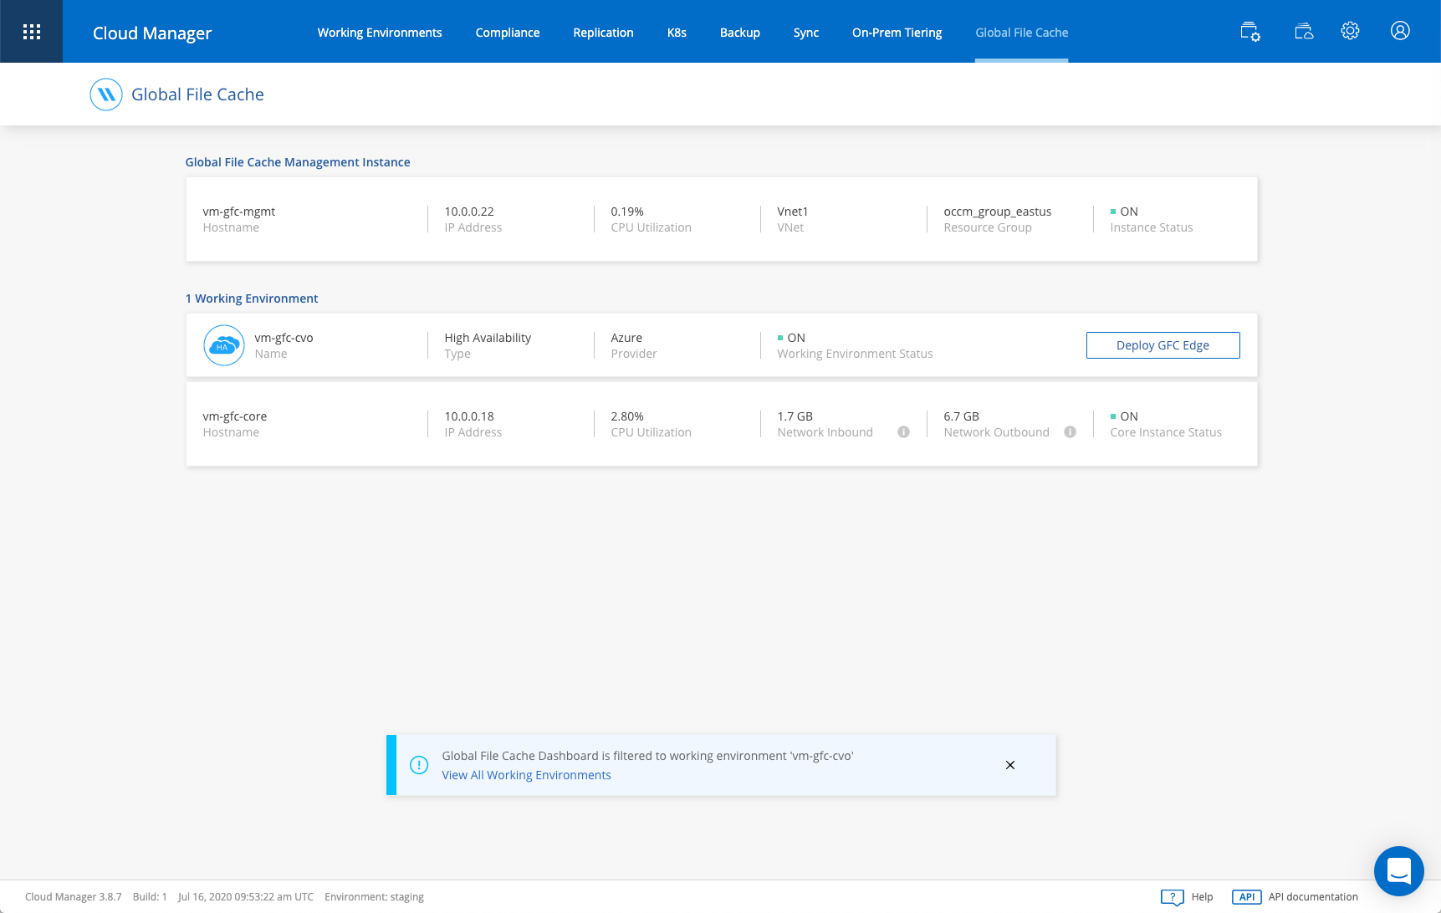 Cloud Manager
Working Environments Compliance Replication K8s Backup Sync On-Prem Tiering Global File Cache
Global File Cache
Global File Cache Management Instance
vm-gfc-mgmt 10.0.0.22 0.19% Vnet1 occm_group_eastus ON
Hostname IP Address CPU Utilization VNet Resource Group Instance Status
1 Working Environment
HA vm-gfc-cvo High Availability Azure ON
Name Type Provider Working Environment Status
Deploy GFC Edge
vm-gfc-core 10.0.0.18 2.80% 1.7 GB 6.7 GB ON
Hostname IP Address CPU Utilization Network Inbound Network Outbound Core Instance Status
Global File Cache Dashboard is filtered to working environment 'vm-gfc-cvo'
View All Working Environments
Cloud Manager 3.8.7 Build: 1 Jul 16, 2020 09:53:22 am UTC Environment: staging ? Help API API documentation